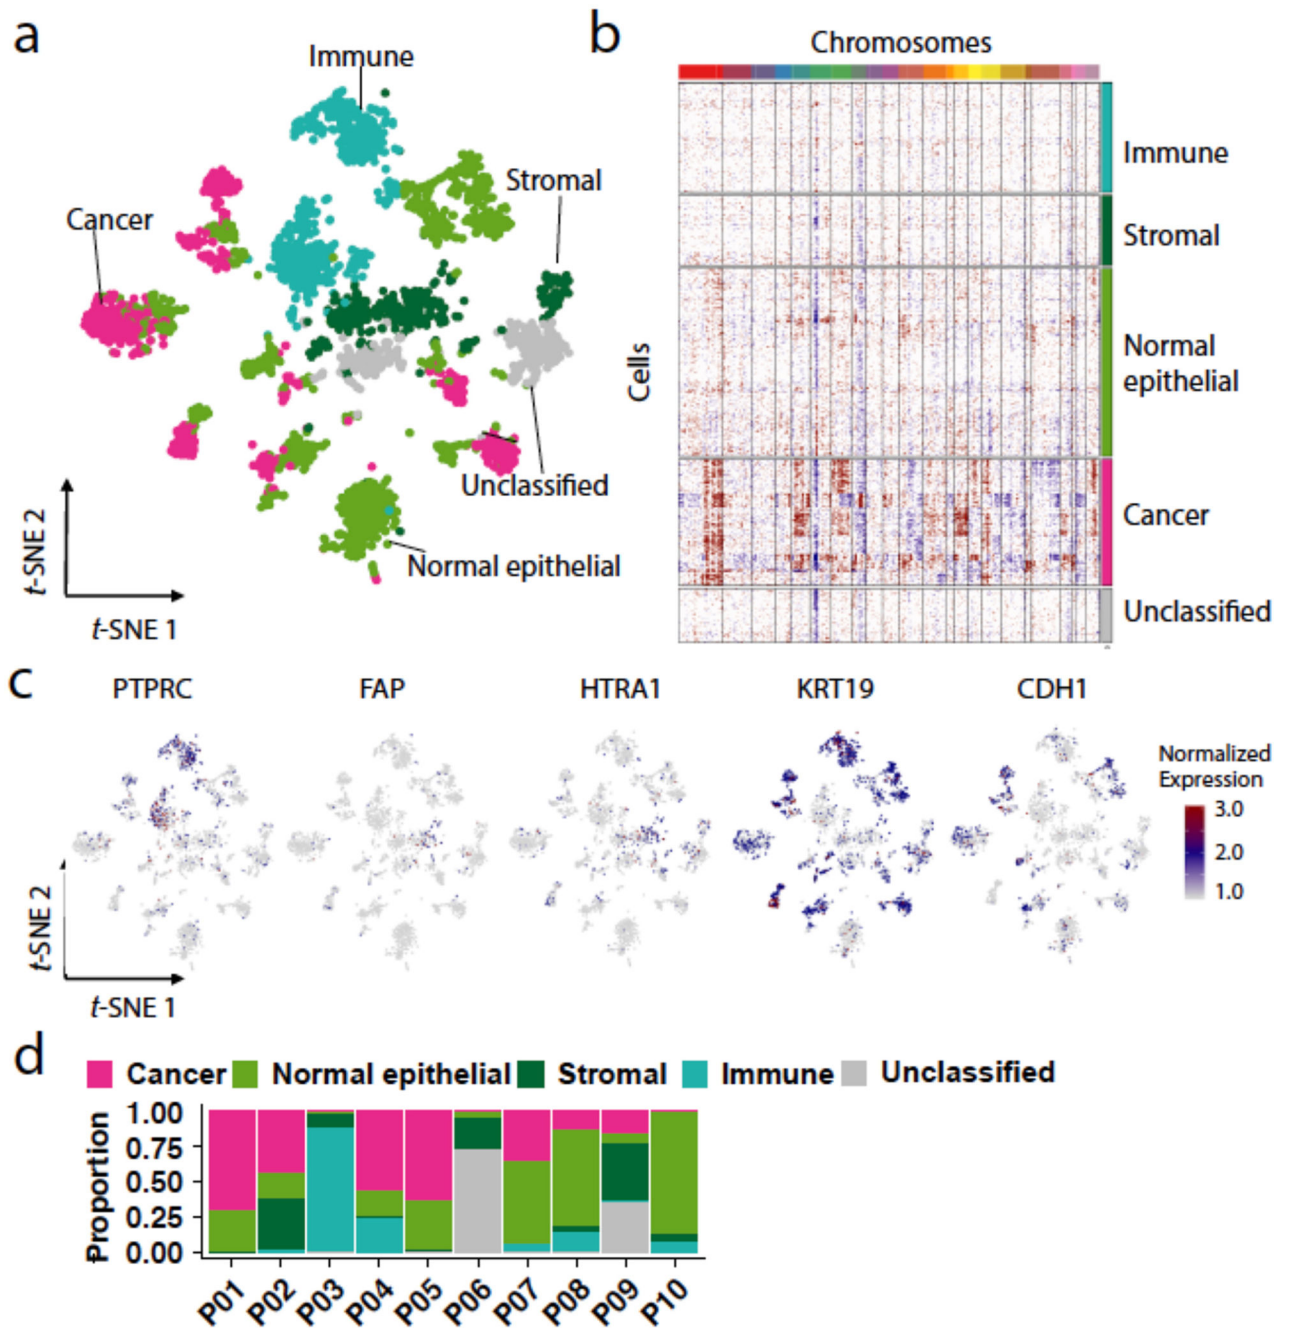 a
Immune
Stromal
Cancer
Unclassified
Normal epithelial
t-SNE 2
t-SNE 1
b
Chromosomes
Cells
Immune
Stromal
Normal
epithelial
Cancer
Unclassified
c
PTPRC FAP HTRA1 KRT19 CDH1
Normalized
Expression
3.0
2.0
1.0
t-SNE 2
t-SNE 1
d
Cancer Normal epithelial Stromal Immune Unclassified
Proportion
1.00
0.75
0.50
0.25
0.00
P01 P02 P03 P04 P05 P06 P07 P08 P09 P10